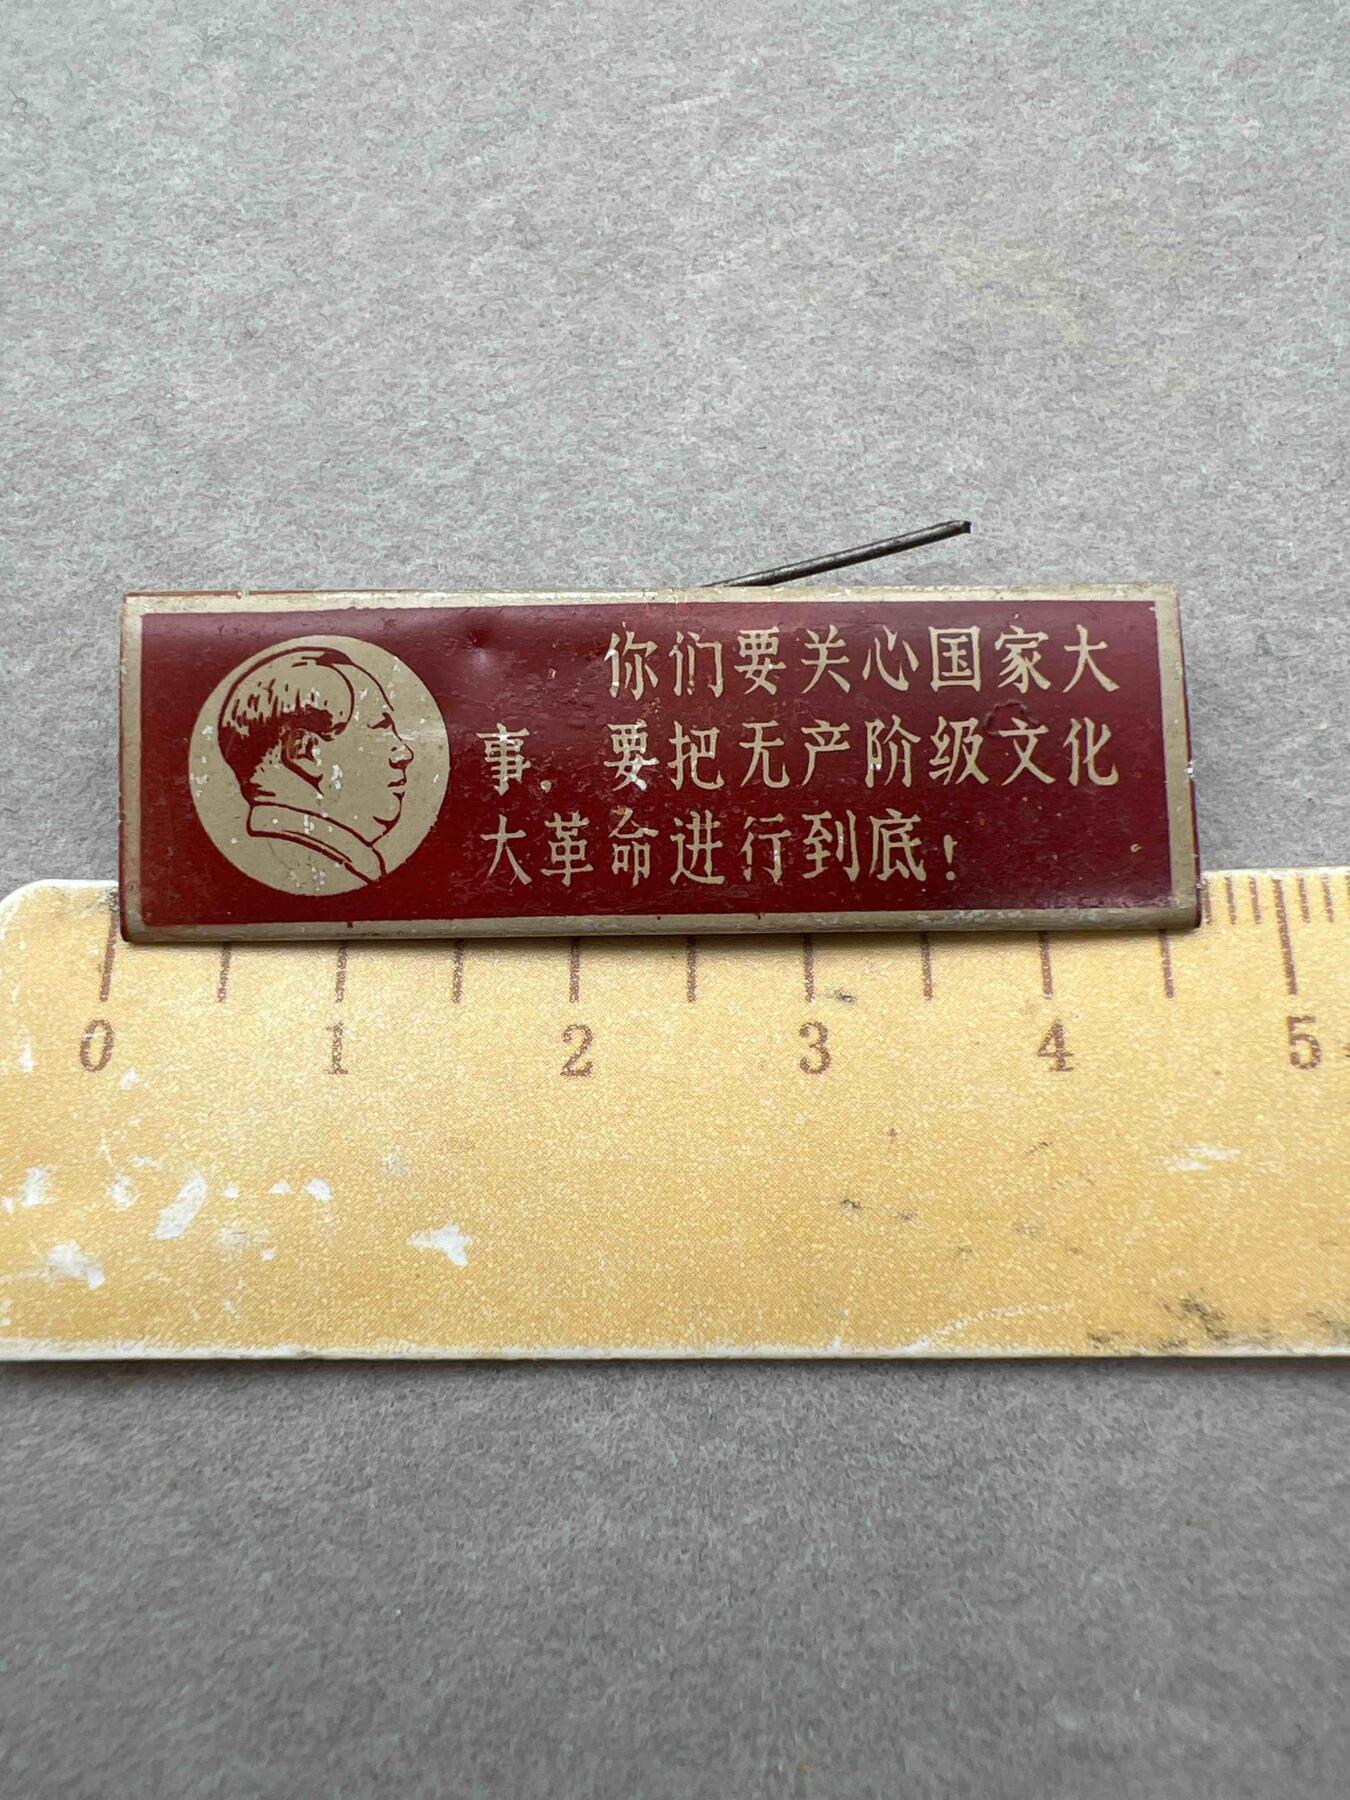 你们要关心国家大
事，要把无产阶级文化
大革命进行到底！
0 1 2 3 4 5